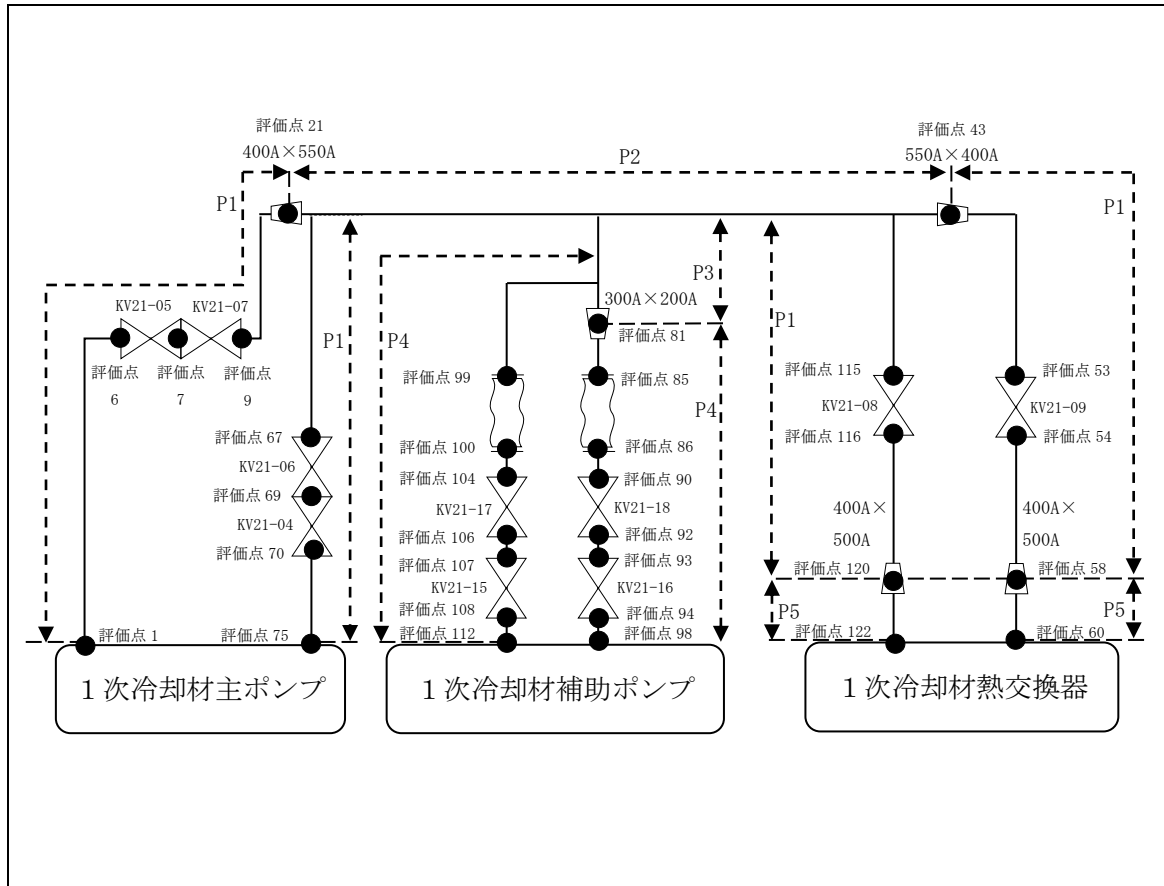 評価点 21
400A×550A
評価点 43
550A×400A
P2
P1
P1
P3
300A×200A
評価点 81
P1
P4
P1
P4
KV21-05
KV21-07
評価点
6
評価点
7
評価点
9
評価点 67
KV21-06
評価点 69
KV21-04
評価点 70
評価点 99
評価点 85
評価点 100
評価点 86
評価点 104
評価点 90
KV21-17
KV21-18
評価点 106
評価点 92
評価点 107
評価点 93
KV21-15
KV21-16
評価点 108
評価点 94
評価点 112
評価点 98
評価点 115
評価点 53
KV21-08
KV21-09
評価点 116
評価点 54
400A×
500A
400A×
500A
評価点 120
評価点 58
P5
P5
評価点 122
評価点 60
評価点 1
評価点 75
1次冷却材主ポンプ
1次冷却材補助ポンプ
1次冷却材熱交換器